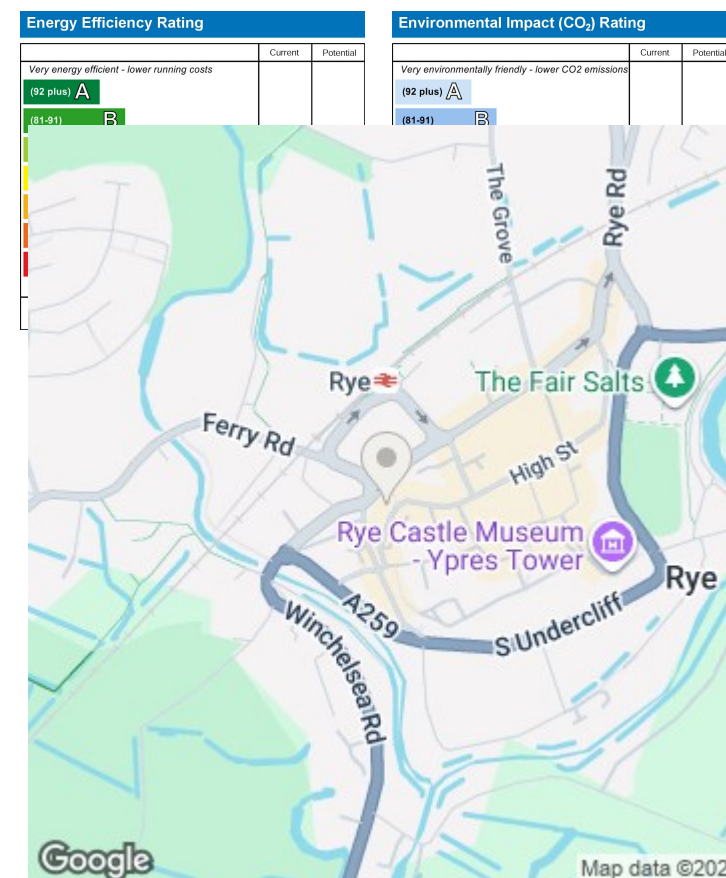 Energy Efficiency Rating
Environmental Impact (CO₂) Rating
Current Potential
Current Potential
Very energy efficient - lower running costs
Very environmentally friendly - lower CO2 emissions
(92 plus) A
(92 plus) A
(81-91) B
(81-91) B
The Grove
Rye Rd
Rye
The Fair Salts
Ferry Rd
High St
Rye Castle Museum
- Ypres Tower
Rye
A259
S Undercliff
Winchelsea Rd
Google
Map data ©202